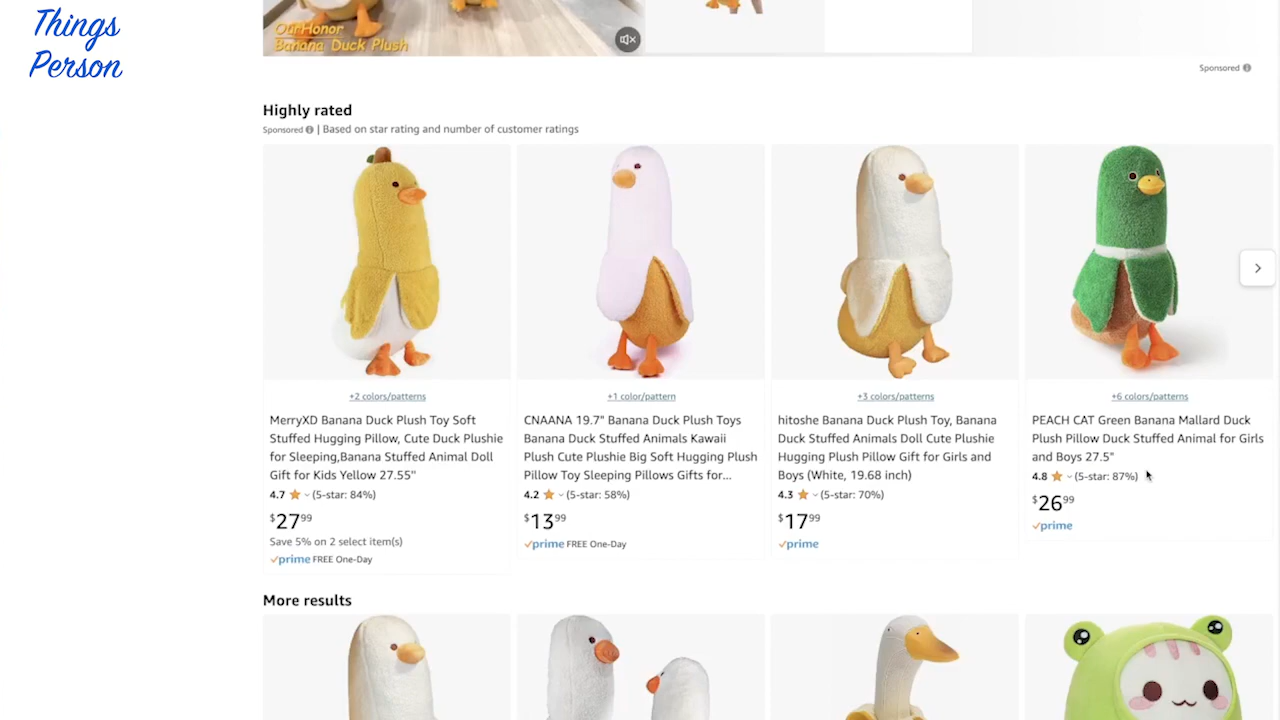 Things
Person
OurHonor
Banana Duck Plush
Sponsored
Highly rated
Sponsored | Based on star rating and number of customer ratings
+2 colors/patterns
MerryXD Banana Duck Plush Toy Soft
Stuffed Hugging Pillow, Cute Duck Plushie
for Sleeping,Banana Stuffed Animal Doll
Gift for Kids Yellow 27.55''
4.7 (5-star: 84%)
$27.99
Save 5% on 2 select item(s)
prime FREE One-Day
+1 color/pattern
CNAANA 19.7" Banana Duck Plush Toys
Banana Duck Stuffed Animals Kawaii
Plush Cute Plushie Big Soft Hugging Plush
Pillow Toy Sleeping Pillows Gifts for...
4.2 (5-star: 58%)
$13.99
prime FREE One-Day
+3 colors/patterns
hitoshe Banana Duck Plush Toy, Banana
Duck Stuffed Animals Doll Cute Plushie
Hugging Plush Pillow Gift for Girls and
Boys (White, 19.68 inch)
4.3 (5-star: 70%)
$17.99
prime
+6 colors/patterns
PEACH CAT Green Banana Mallard Duck
Plush Pillow Duck Stuffed Animal for Girls
and Boys 27.5"
4.8 (5-star: 87%)
$26.99
prime
More results